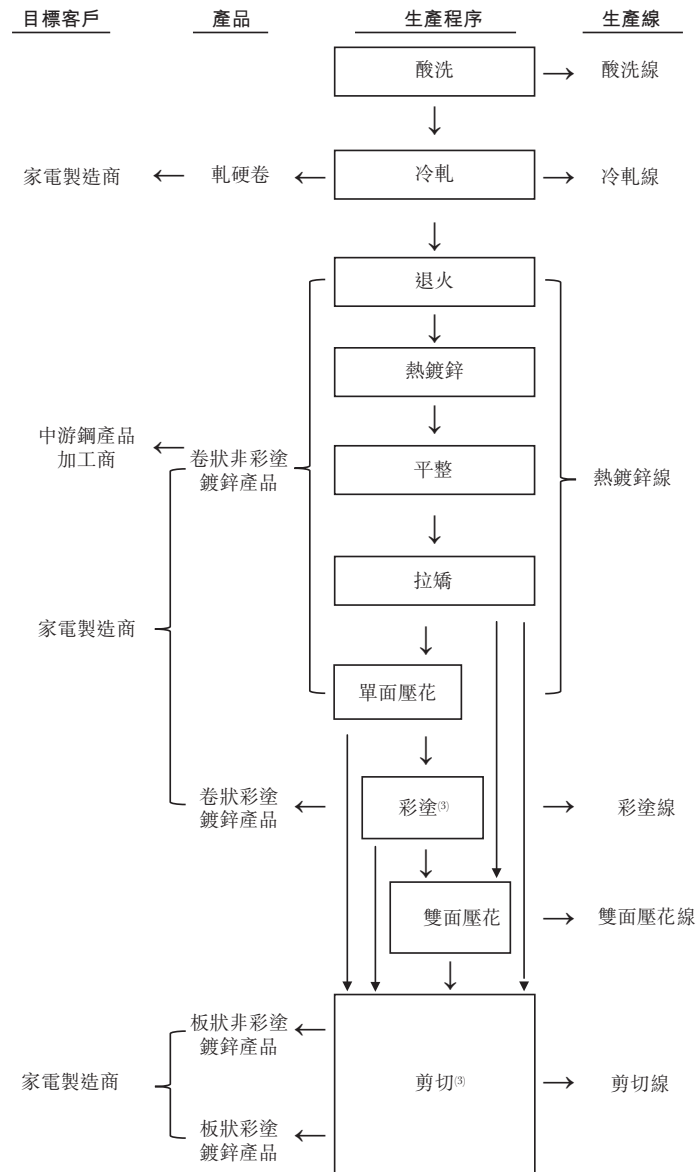 目標客戶
產品
生產程序
生產線
酸洗
酸洗線
家電製造商
軋硬卷
冷軋
冷軋線
退火
熱鍍鋅
中游鋼產品
加工商
卷狀非彩塗
鍍鋅產品
平整
熱鍍鋅線
拉矯
家電製造商
單面壓花
卷狀彩塗
鍍鋅產品
彩塗(3)
彩塗線
雙面壓花
雙面壓花線
板狀非彩塗
鍍鋅產品
家電製造商
剪切(3)
剪切線
板狀彩塗
鍍鋅產品